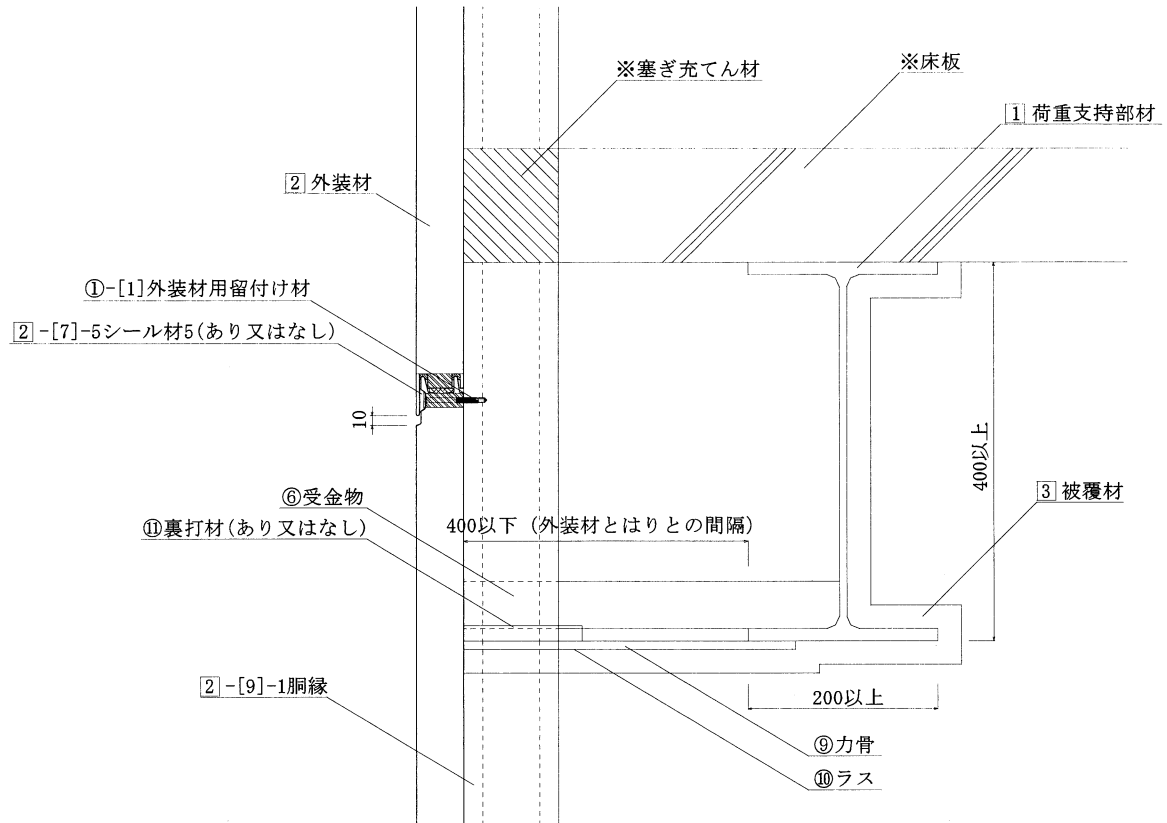 ※塞ぎ充てん材
※床板
1 荷重支持部材
2 外装材
①-[1]外装材用留付け材
2 -[7]-5シール材5(あり又はなし)
10
400以上
3 被覆材
⑥受金物
400以下 (外装材とはりとの間隔)
⑪裏打材(あり又はなし)
2 -[9]-1胴縁
200以上
⑨力骨
⑩ラス